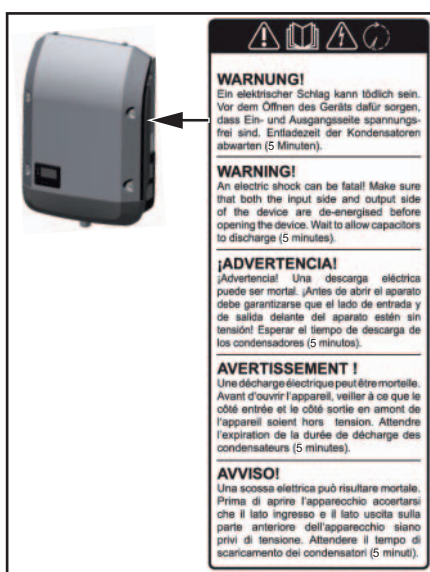 WARNUNG!
Ein elektrischer Schlag kann tödlich sein.
Vor dem Öffnen des Geräts dafür sorgen,
dass Ein- und Ausgangsseite spannungs-
frei sind. Entladezeit der Kondensatoren
abwarten (5 Minuten).
WARNING!
An electric shock can be fatal! Make sure
that both the input side and output side
of the device are de-energised before
opening the device. Wait to allow capacitors
to discharge (5 minutes).
¡ADVERTENCIA!
¡Advertencia! Una descarga eléctrica
puede ser mortal. ¡Antes de abrir el aparato
debe garantizarse que el lado de entrada y
de salida delante del aparato estén sin
tensión! Esperar el tiempo de descarga de
los condensadores (5 minutos).
AVERTISSEMENT !
Une décharge électrique peut être mortelle.
Avant d'ouvrir l'appareil, veiller à ce que le
côté entrée et le côté sortie en amont de
l'appareil soient hors tension. Attendre
l'expiration de la durée de décharge des
condensateurs (5 minutes).
AVVISO!
Una scossa elettrica può risultare mortale.
Prima di aprire l'apparecchio accertarsi
che il lato ingresso e il lato uscita sulla
parte anteriore dell'apparecchio siano
privi di tensione. Attendere il tempo di
scaricamento dei condensatori (5 minuti).